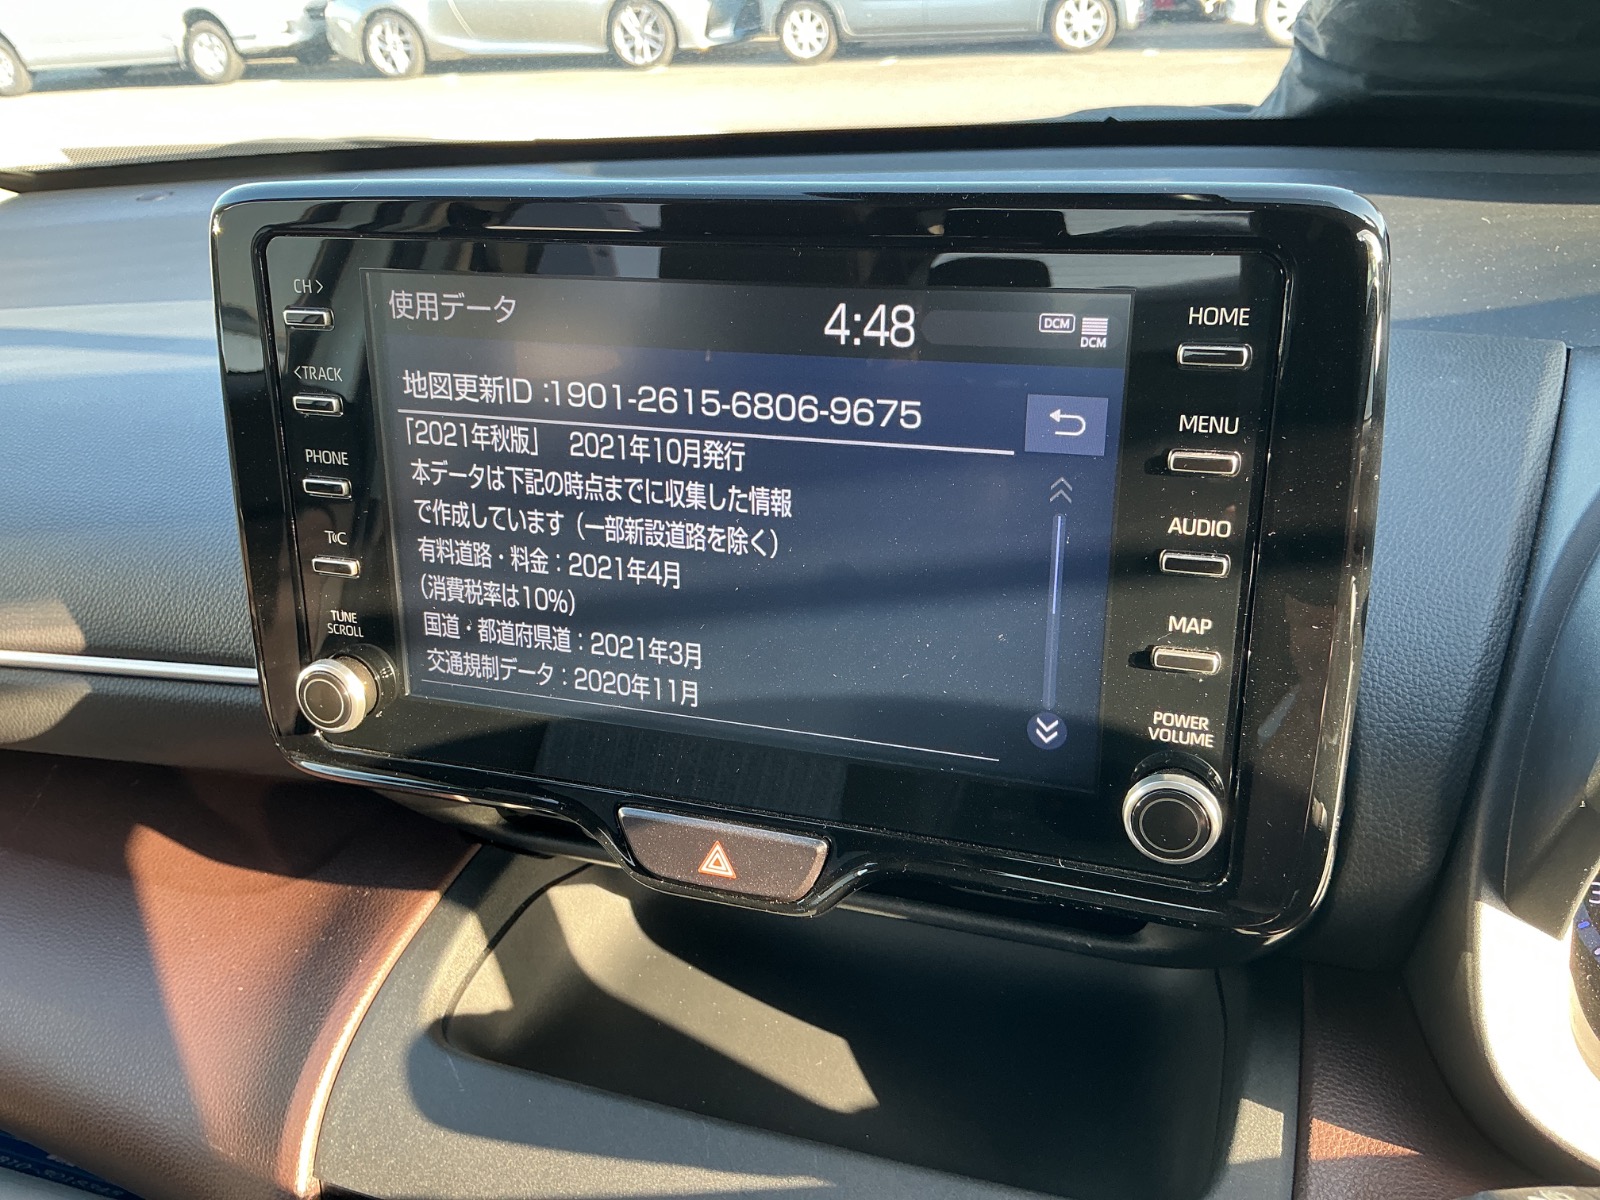 CH >
< TRACK
PHONE
TUNE
SCROLL
使用データ
4:48
DCM
DCM
地図更新ID :1901-2615-6806-9675
「2021年秋版」 2021年10月発行
本データは下記の時点までに収集した情報
で作成しています（一部新設道路を除く）
有料道路・料金：2021年4月
（消費税率は10%）
国道・都道府県道：2021年3月
交通規制データ：2020年11月
HOME
MENU
AUDIO
MAP
POWER
VOLUME